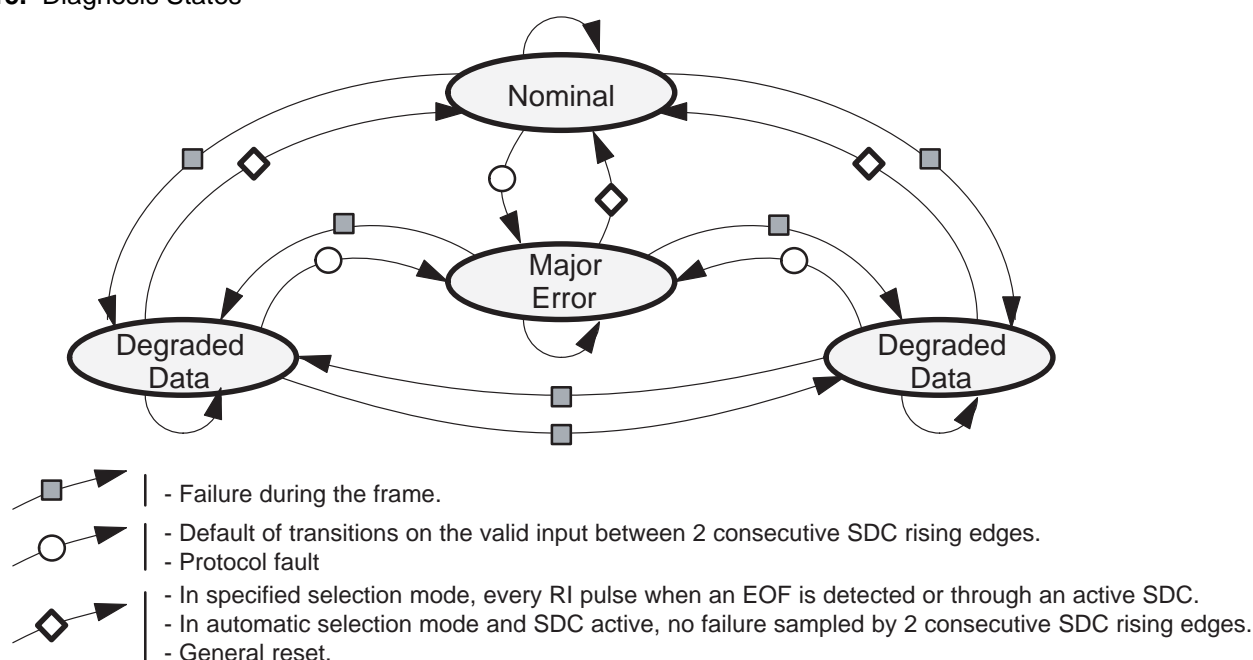 Diagnosis States
Nominal
Major
Error
Degraded
Data
Degraded
Data
- Failure during the frame.
- Default of transitions on the valid input between 2 consecutive SDC rising edges.
- Protocol fault
- In specified selection mode, every RI pulse when an EOF is detected or through an active SDC.
- In automatic selection mode and SDC active, no failure sampled by 2 consecutive SDC rising edges.
- General reset.